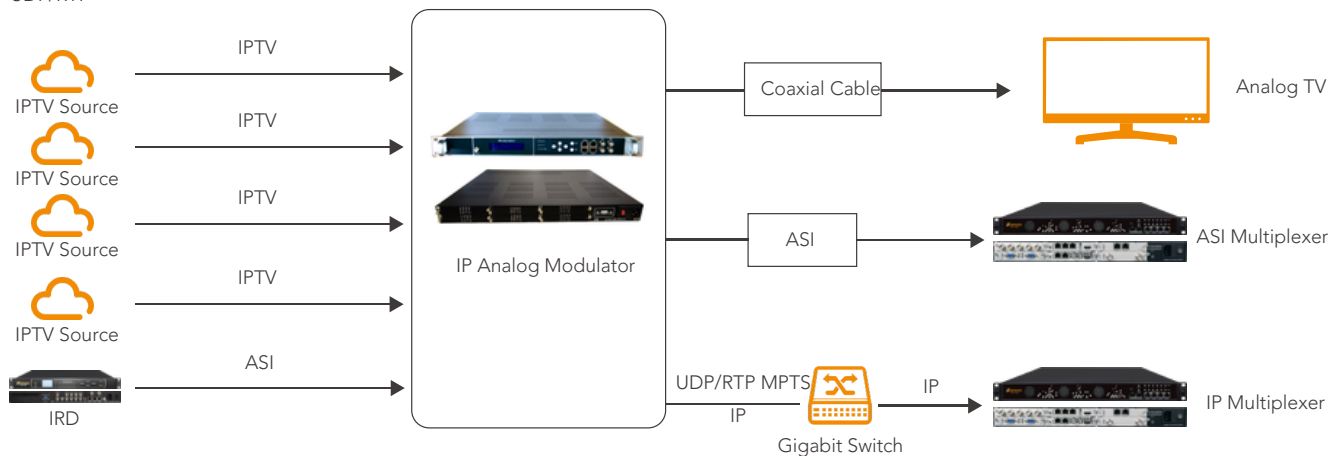 IPTV
IPTV Source
IPTV
IPTV Source
IPTV
IPTV Source
IPTV
IPTV Source
ASI
IRD
IP Analog Modulator
Coaxial Cable
Analog TV
ASI
ASI Multiplexer
UDP/RTP MPTS
IP
Gigabit Switch
IP
IP Multiplexer